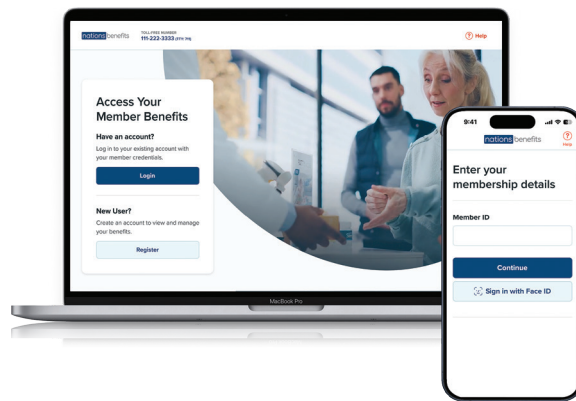 nations benefits
TOLL-FREE NUMBER
111-223-3333 (TTY: 711)
? Help
Access Your
Member Benefits
Have an account?
Log in to your existing account with
your member credentials.
Login
New User?
Create an account to view and manage
your benefits.
Register
MacBook Pro
9:41
nations benefits
?
Help
Enter your
membership details
Member ID
Continue
Sign in with Face ID